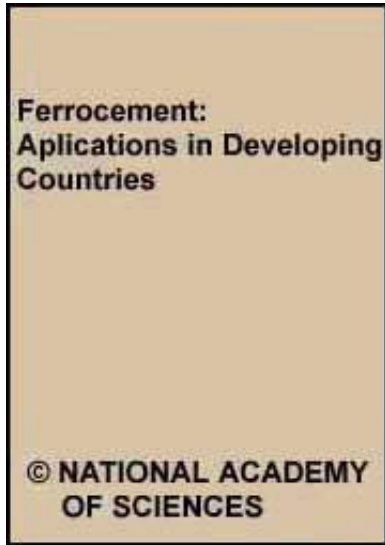 Ferrocement:
Aplications in Developing
Countries
© NATIONAL ACADEMY
OF SCIENCES